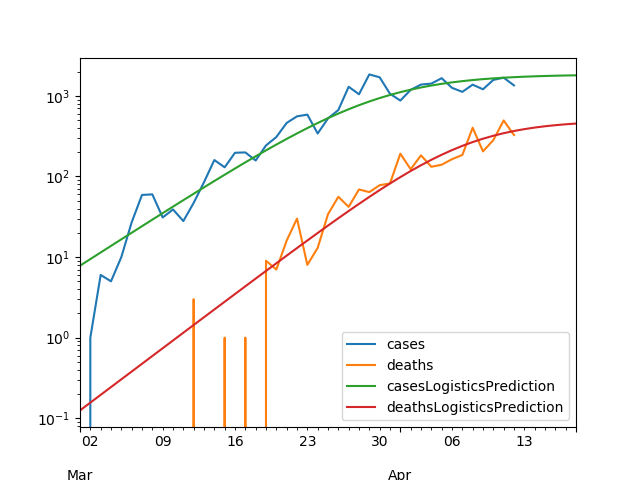 10³
10²
10¹
10⁰
10⁻¹
cases
deaths
casesLogisticsPrediction
deathsLogisticsPrediction
02 09 16 23 30 06 13
Mar Apr